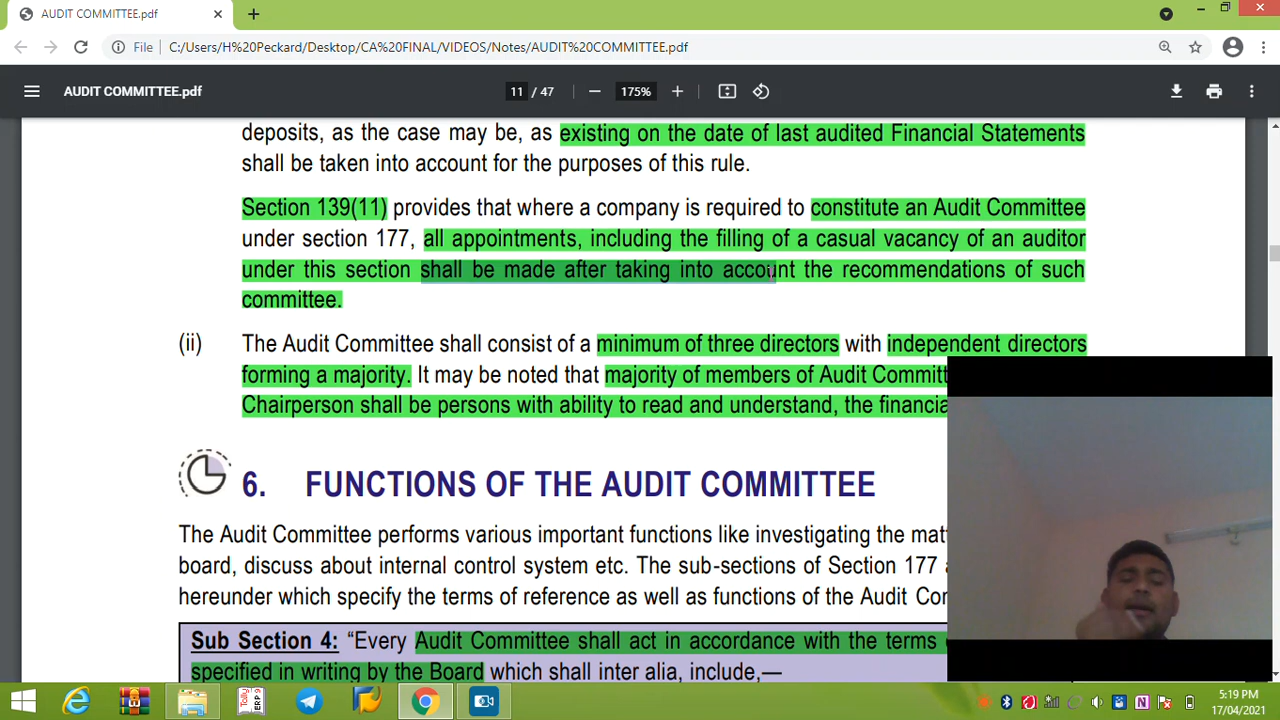 AUDIT COMMITTEE.pdf
File C:/Users/H%20Peckard/Desktop/CA%20FINAL/VIDEOS/Notes/AUDIT%20COMMITTEE.pdf
AUDIT COMMITTEE.pdf 11 / 47 175%
deposits, as the case may be, as existing on the date of last audited Financial Statements
shall be taken into account for the purposes of this rule.
Section 139(11) provides that where a company is required to constitute an Audit Committee
under section 177, all appointments, including the filling of a casual vacancy of an auditor
under this section shall be made after taking into account the recommendations of such
committee.
(ii) The Audit Committee shall consist of a minimum of three directors with independent directors
forming a majority. It may be noted that majority of members of Audit Committ
Chairperson shall be persons with ability to read and understand, the financia
6. FUNCTIONS OF THE AUDIT COMMITTEE
The Audit Committee performs various important functions like investigating the mat
board, discuss about internal control system etc. The sub-sections of Section 177
hereunder which specify the terms of reference as well as functions of the Audit Co
Sub Section 4: “Every Audit Committee shall act in accordance with the terms
specified in writing by the Board which shall inter alia, include,—
5:19 PM
17/04/2021